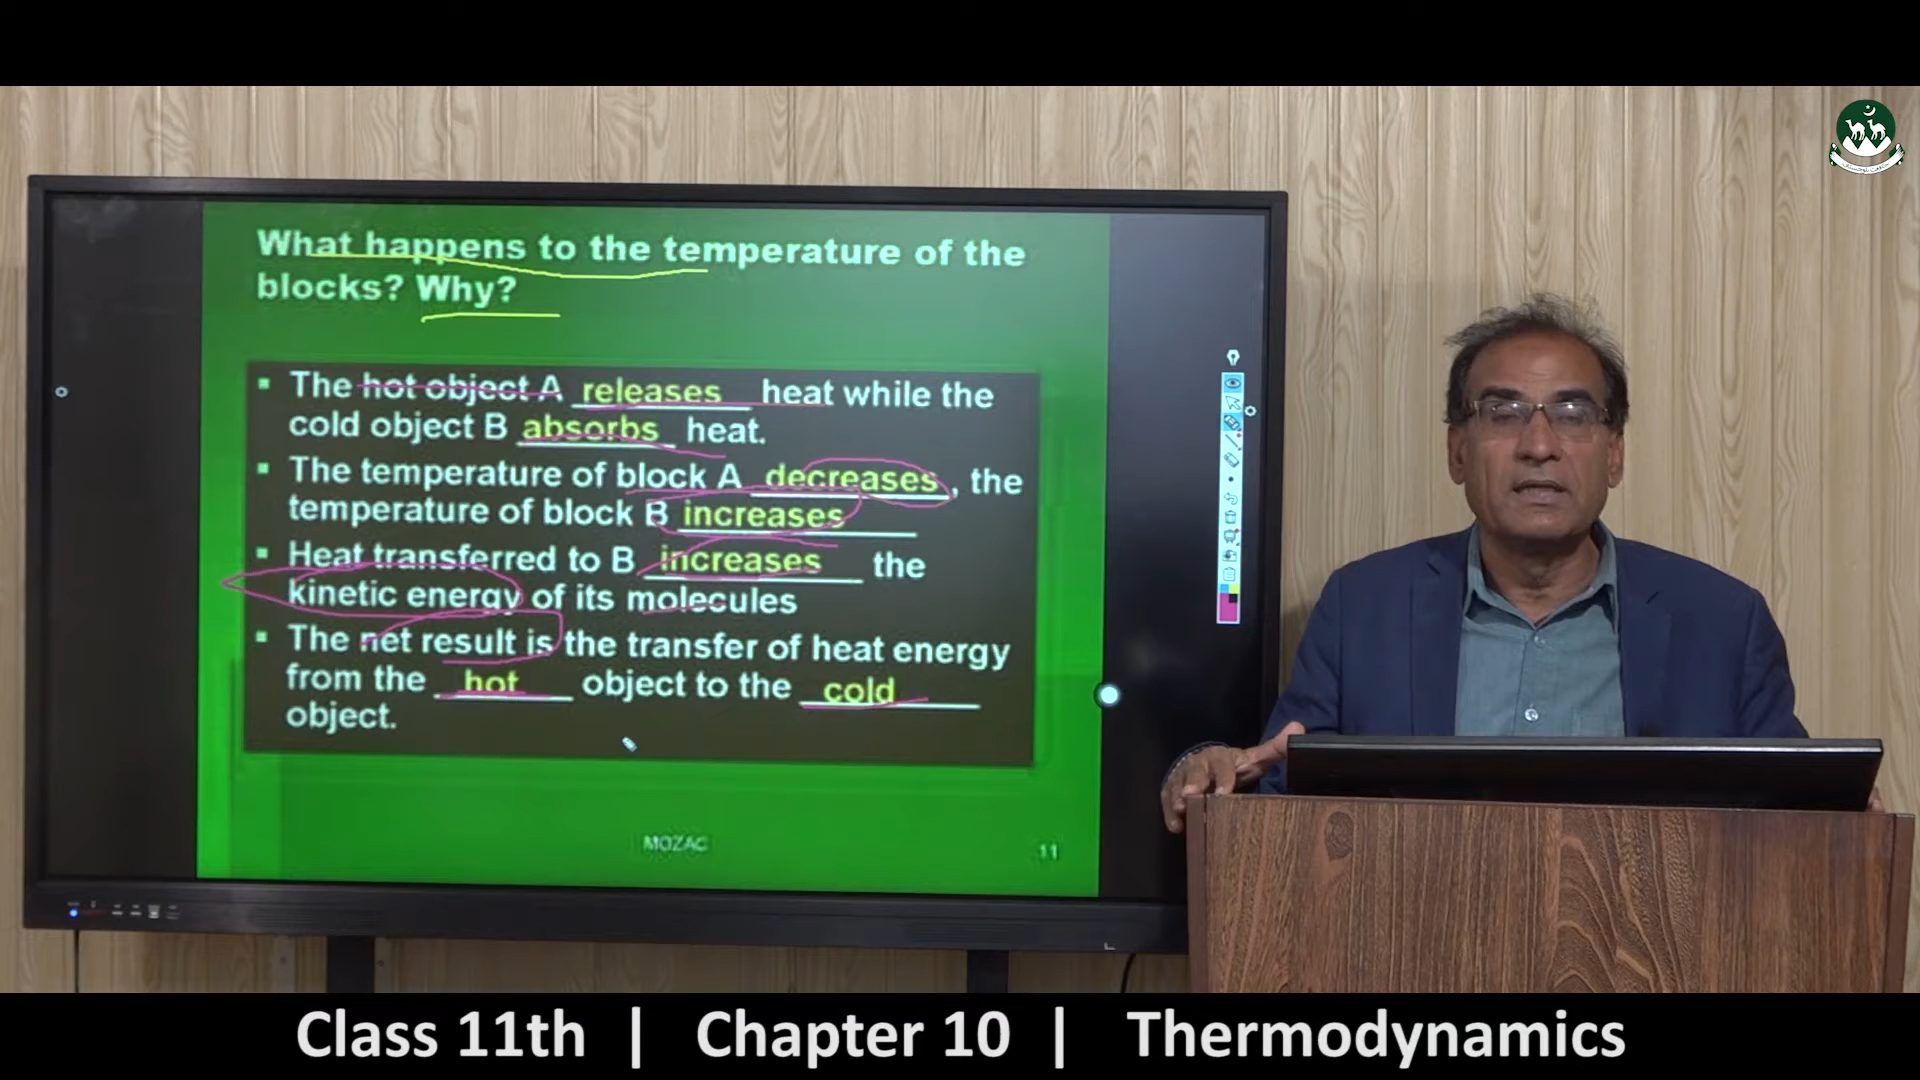 What happens to the temperature of the
blocks? Why?
▪ The hot object A releases heat while the
cold object B absorbs heat.
▪ The temperature of block A decreases, the
temperature of block B increases
▪ Heat transferred to B increases the
kinetic energy of its molecules
▪ The net result is the transfer of heat energy
from the hot object to the cold
object.
MOZAC
11
Class 11th | Chapter 10 | Thermodynamics